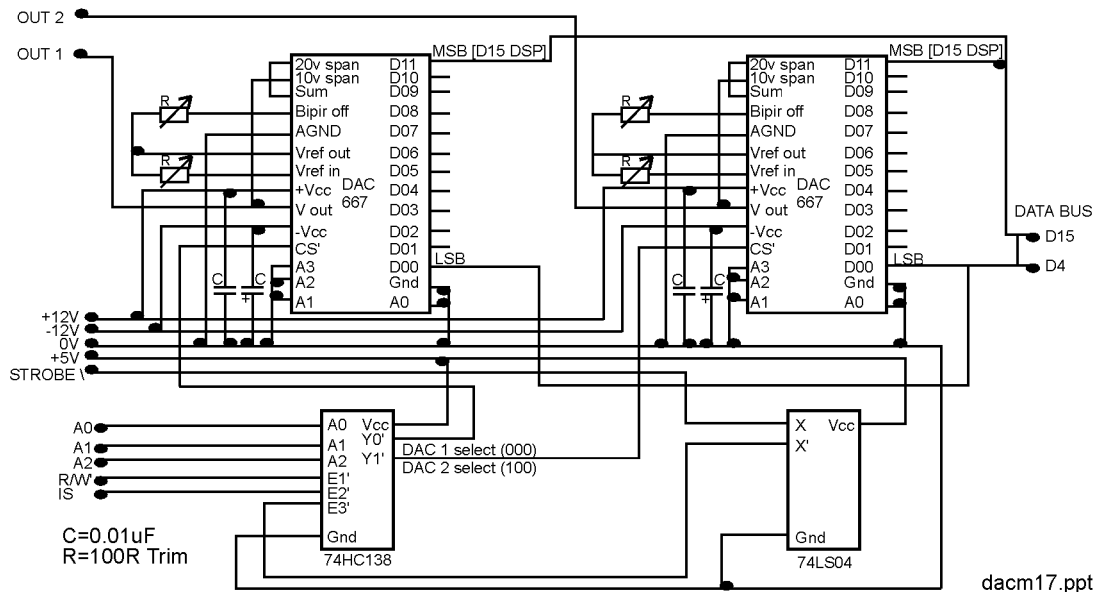 OUT 2
OUT 1
MSB [D15 DSP]
MSB [D15 DSP]
20v span D11
10v span D10
Sum D09
Bipir off D08
AGND D07
Vref out D06
Vref in D05
+Vcc DAC D04
667
V out D03
-Vcc D02
CS' D01
A3 D00
A2 Gnd
A1 A0
LSB
R
R
C
C
+
20v span D11
10v span D10
Sum D09
Bipir off D08
AGND D07
Vref out D06
Vref in D05
+Vcc DAC D04
667
V out D03
-Vcc D02
CS' D01
A3 D00
A2 Gnd
A1 A0
LSB
R
R
C
C
+
DATA BUS
D15
D4
+12V
-12V
0V
+5V
STROBE \
A0
A1
A2
R/W'
IS
A0 Vcc
Y0'
A1
A2 Y1'
E1'
E2'
E3'
Gnd
74HC138
DAC 1 select (000)
DAC 2 select (100)
X Vcc
X'
Gnd
74LS04
C=0.01uF
R=100R Trim
dacm17.ppt